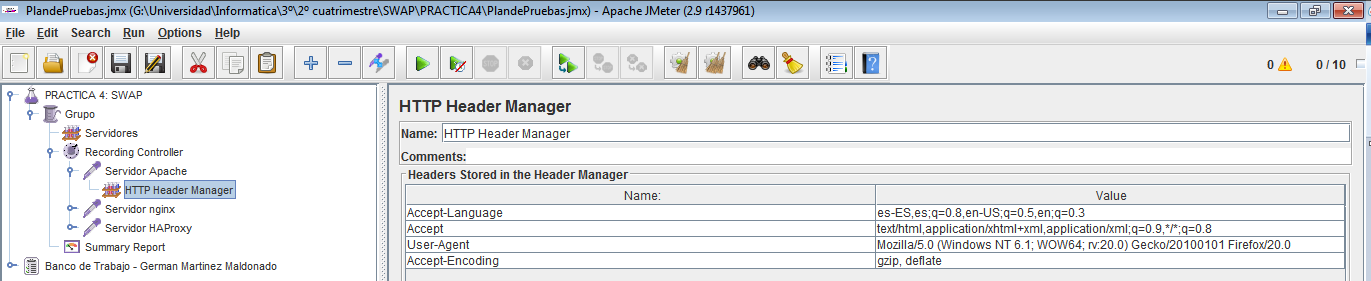 PlandePruebas.jmx (G:\Universidad\Informatica\3º\2º cuatrimestre\SWAP\PRACTICA4\PlandePruebas.jmx) - Apache JMeter (2.9 r1437961)
File Edit Search Run Options Help
0 0 / 10
PRACTICA 4: SWAP
Grupo
Servidores
Recording Controller
Servidor Apache
HTTP Header Manager
Servidor nginx
Servidor HAProxy
Summary Report
Banco de Trabajo - German Martinez Maldonado
HTTP Header Manager
Name: HTTP Header Manager
Comments:
Headers Stored in the Header Manager
Name: Value
Accept-Language es-ES,es;q=0.8,en-US;q=0.5,en;q=0.3
Accept text/html,application/xhtml+xml,application/xml;q=0.9,*/*;q=0.8
User-Agent Mozilla/5.0 (Windows NT 6.1; WOW64; rv:20.0) Gecko/20100101 Firefox/20.0
Accept-Encoding gzip, deflate